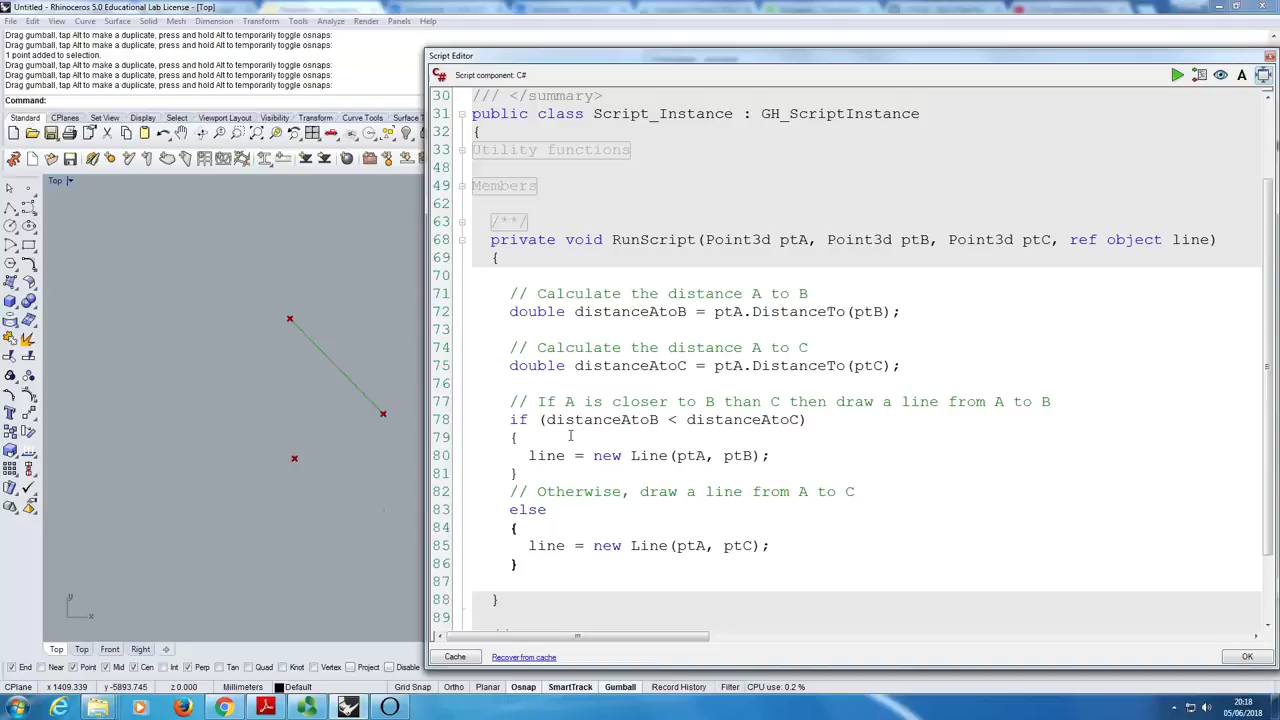 Untitled - Rhinoceros 5.0 Educational Lab License - [Top]
File Edit View Curve Surface Solid Mesh Dimension Transform Tools Analyze Render Panels Help
Drag gumball, tap Alt to make a duplicate, press and hold Alt to temporarily toggle osnaps:
Drag gumball, tap Alt to make a duplicate, press and hold Alt to temporarily toggle osnaps:
1 point added to selection.
Drag gumball, tap Alt to make a duplicate, press and hold Alt to temporarily toggle osnaps:
Drag gumball, tap Alt to make a duplicate, press and hold Alt to temporarily toggle osnaps:
Drag gumball, tap Alt to make a duplicate, press and hold Alt to temporarily toggle osnaps:
Command:
Standard CPlanes Set View Display Select Viewport Layout Visibility Transform Curve Tools Surface T
Top
Script Editor
C# Script component: C#
30 /// </summary>
31 public class Script_Instance : GH_ScriptInstance
32 {
33 Utility functions
48
49 Members
62
63 /**/
68 private void RunScript(Point3d ptA, Point3d ptB, Point3d ptC, ref object line)
69 {
70
71 // Calculate the distance A to B
72 double distanceAtoB = ptA.DistanceTo(ptB);
73
74 // Calculate the distance A to C
75 double distanceAtoC = ptA.DistanceTo(ptC);
76
77 // If A is closer to B than C then draw a line from A to B
78 if (distanceAtoB < distanceAtoC)
79 {
80 line = new Line(ptA, ptB);
81 }
82 // Otherwise, draw a line from A to C
83 else
84 {
85 line = new Line(ptA, ptC);
86 }
87
88 }
89
Cache Recover from cache OK
y
x
Top Top Front Right
End Near Point Mid Cen Int Perp Tan Quad Knot Vertex Project Disable
CPlane x 1409.339 y -5893.745 z 0.000 Millimeters Default Grid Snap Ortho Planar Osnap SmartTrack Gumball Record History Filter CPU use: 0.2 %
20:18
05/06/2018